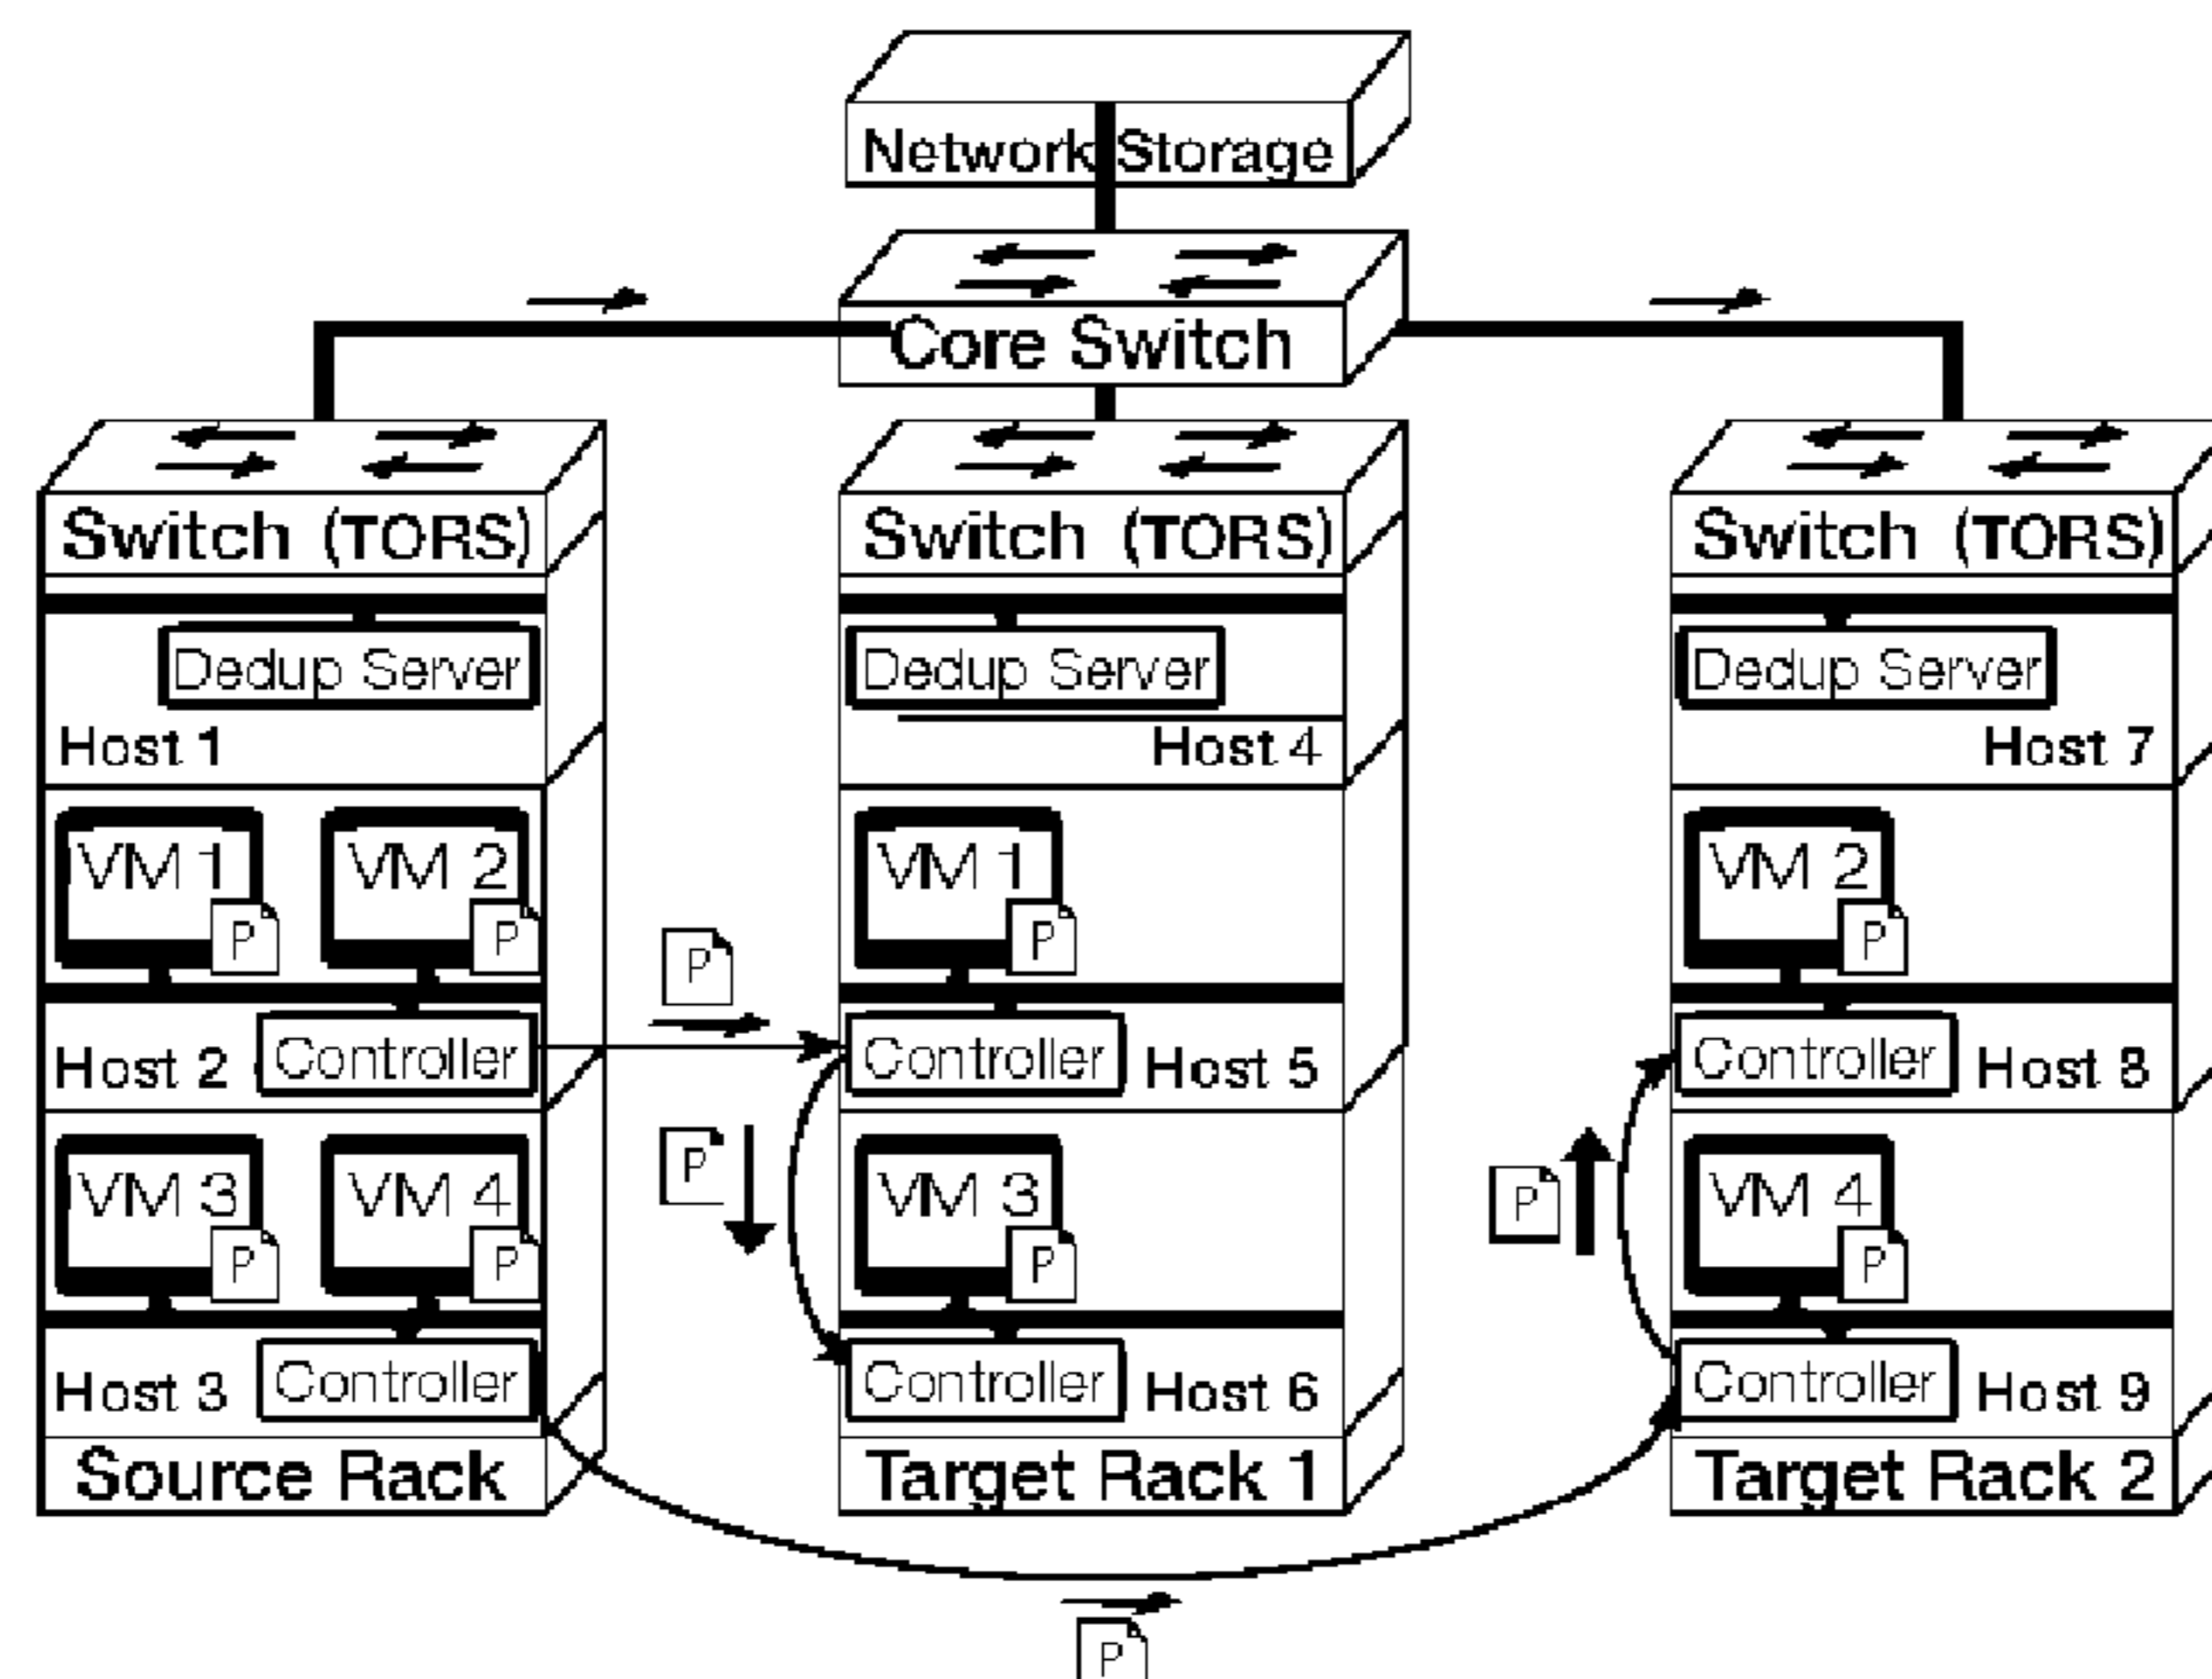 Network Storage
Core Switch
Switch (TORS)
Dedup Server
Host 1
VM 1
P
VM 2
P
Host 2
Controller
VM 3
P
VM 4
P
Host 3
Controller
Source Rack
P
P
Switch (TORS)
Dedup Server
Host 4
VM 1
P
Controller
Host 5
VM 3
P
Controller
Host 6
Target Rack 1
P
P
Switch (TORS)
Dedup Server
Host 7
VM 2
P
Controller
Host 8
VM 4
P
Controller
Host 9
Target Rack 2